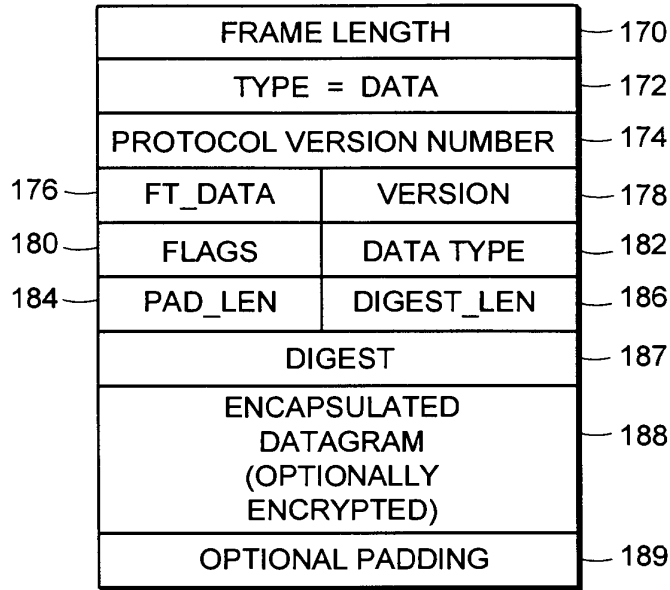 FRAME LENGTH 170
TYPE = DATA 172
PROTOCOL VERSION NUMBER 174
176 FT_DATA VERSION 178
180 FLAGS DATA TYPE 182
184 PAD_LEN DIGEST_LEN 186
DIGEST 187
ENCAPSULATED
DATAGRAM 188
(OPTIONALLY
ENCRYPTED)
OPTIONAL PADDING 189